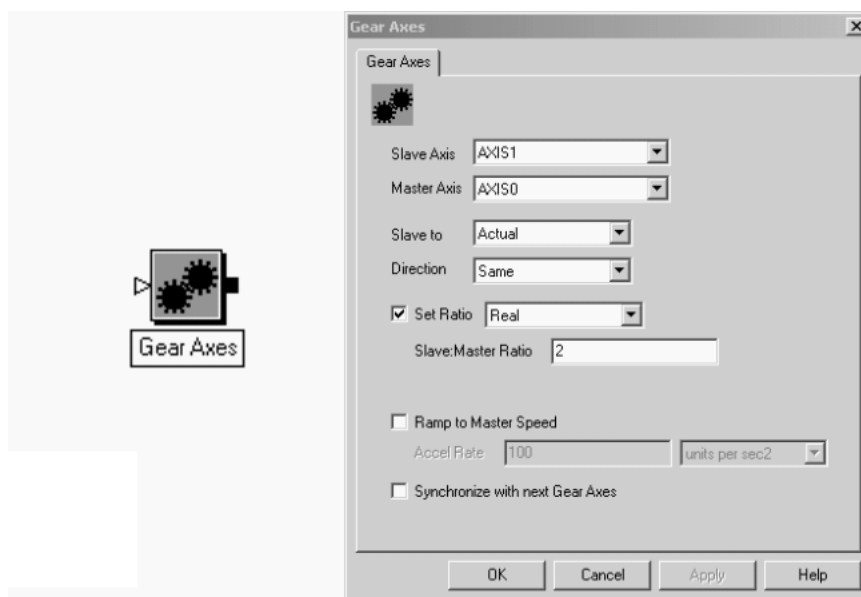 Gear Axes
Gear Axes
Slave Axis AXIS1
Master Axis AXIS0
Slave to Actual
Direction Same
Set Ratio Real
Slave:Master Ratio 2
Ramp to Master Speed
Accel Rate 100 units per sec2
Synchronize with next Gear Axes
OK Cancel Apply Help
Gear Axes